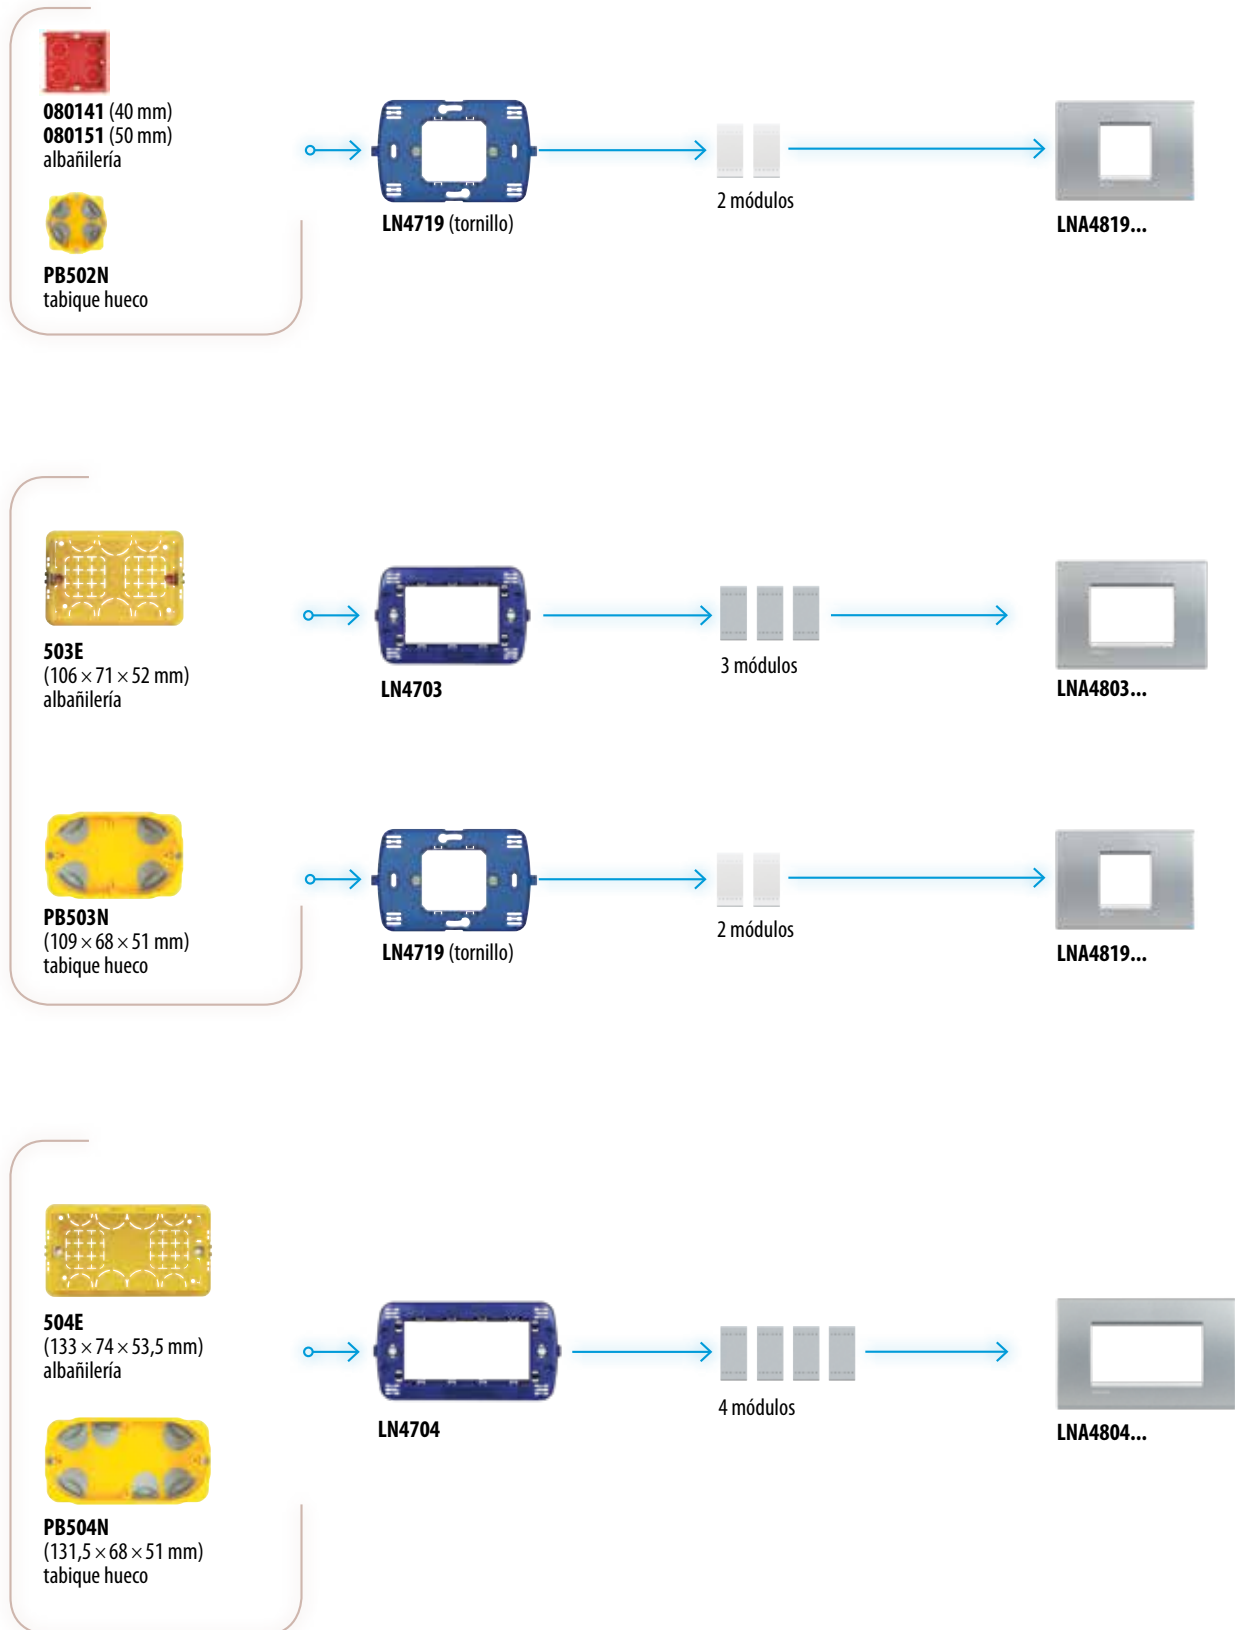 080141 (40 mm)
080151 (50 mm)
albañilería
PB502N
tabique hueco
LN4719 (tornillo)
2 módulos
LNA4819...
503E
(106 × 71 × 52 mm)
albañilería
LN4703
3 módulos
LNA4803...
PB503N
(109 × 68 × 51 mm)
tabique hueco
LN4719 (tornillo)
2 módulos
LNA4819...
504E
(133 × 74 × 53,5 mm)
albañilería
LN4704
4 módulos
LNA4804...
PB504N
(131,5 × 68 × 51 mm)
tabique hueco